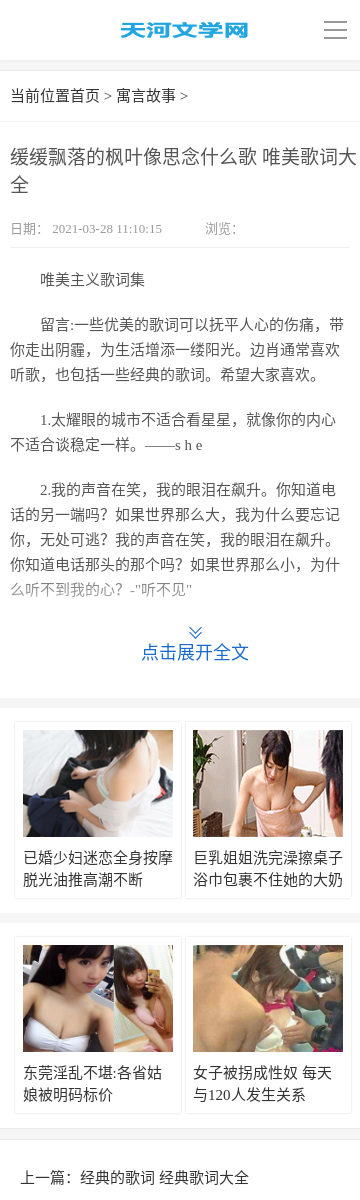 天河文学网
当前位置首页 > 寓言故事 >
缓缓飘落的枫叶像思念什么歌 唯美歌词大
全
日期： 2021-03-28 11:10:15 浏览：
唯美主义歌词集
留言:一些优美的歌词可以抚平人心的伤痛，带
你走出阴霾，为生活增添一缕阳光。边肖通常喜欢
听歌，也包括一些经典的歌词。希望大家喜欢。
1.太耀眼的城市不适合看星星，就像你的内心
不适合谈稳定一样。——s h e
2.我的声音在笑，我的眼泪在飙升。你知道电
话的另一端吗？如果世界那么大，我为什么要忘记
你，无处可逃？我的声音在笑，我的眼泪在飙升。
你知道电话那头的那个吗？如果世界那么小，为什
么听不到我的心？-"听不见"
点击展开全文
已婚少妇迷恋全身按摩
脱光油推高潮不断
巨乳姐姐洗完澡擦桌子
浴巾包裹不住她的大奶
东莞淫乱不堪:各省姑
娘被明码标价
女子被拐成性奴 每天
与120人发生关系
上一篇：经典的歌词 经典歌词大全